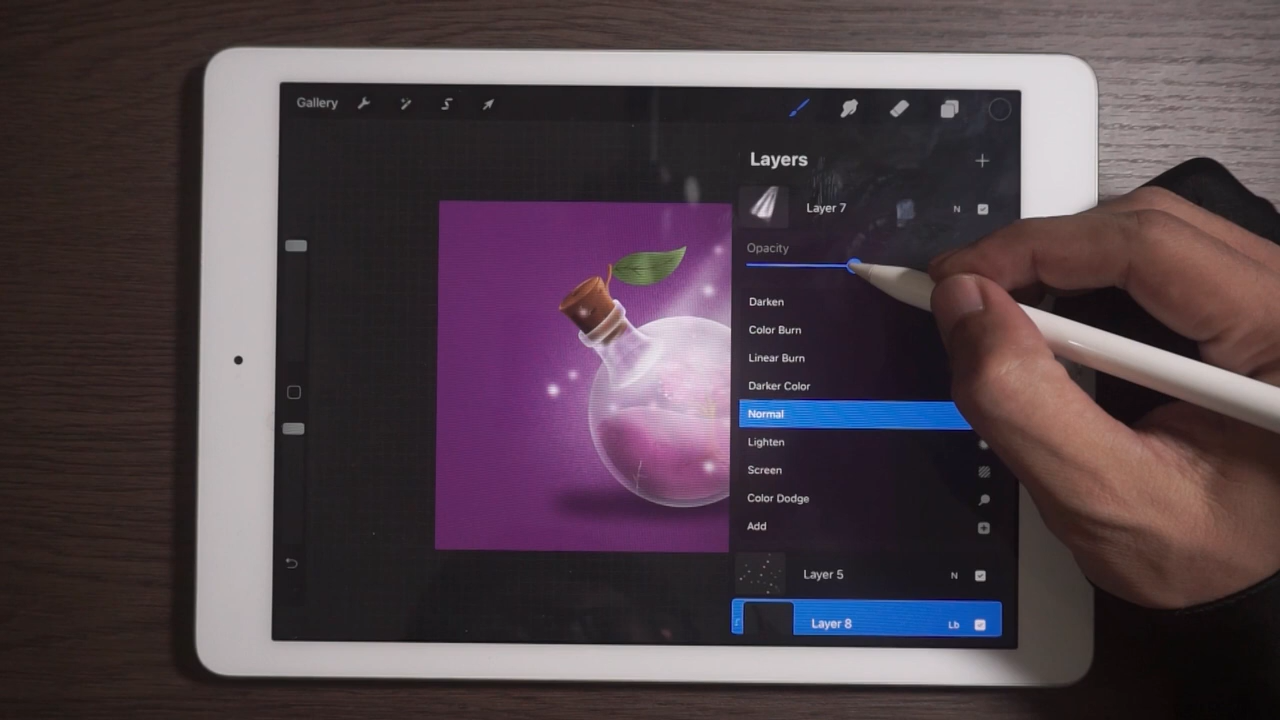 Gallery
Layers
Layer 7 N
Opacity
Darken
Color Burn
Linear Burn
Darker Color
Normal
Lighten
Screen
Color Dodge
Add
Layer 5 N
Layer 8 Lb